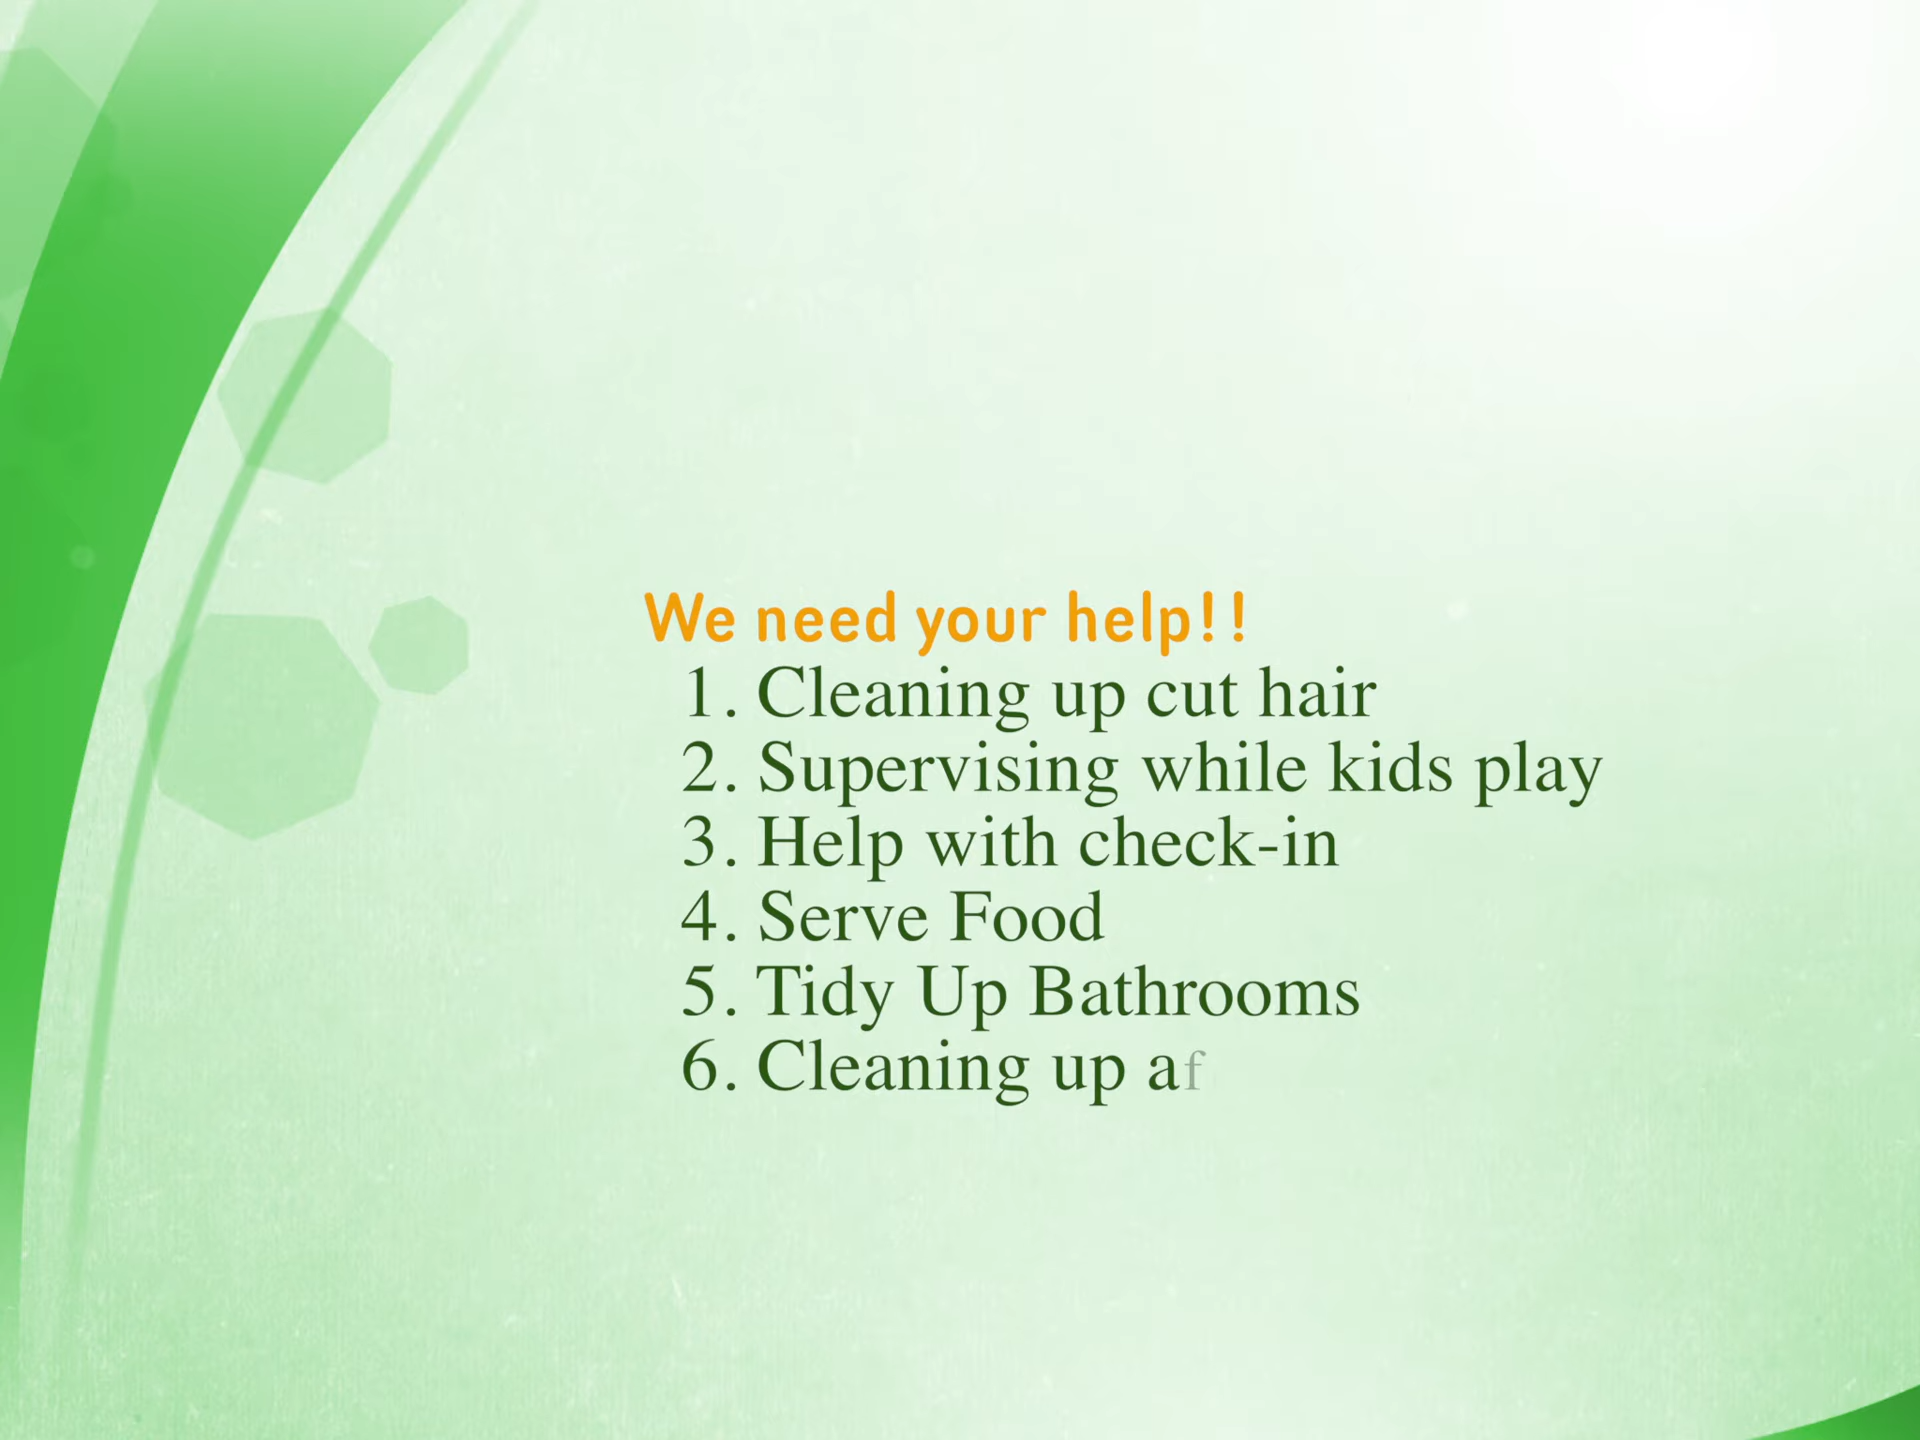 We need your help!!
1. Cleaning up cut hair
2. Supervising while kids play
3. Help with check-in
4. Serve Food
5. Tidy Up Bathrooms
6. Cleaning up af